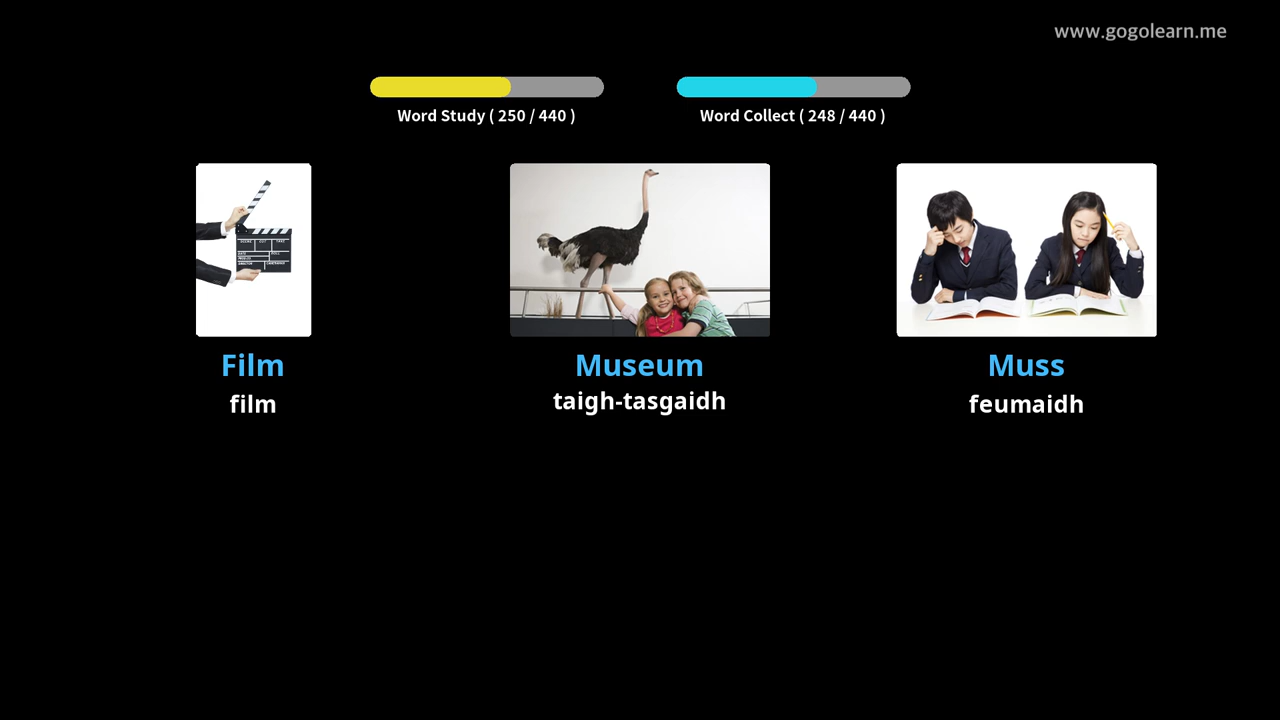 www.gogolearn.me
Word Study ( 250 / 440 )
Word Collect ( 248 / 440 )
Film
film
Museum
taigh-tasgaidh
Muss
feumaidh